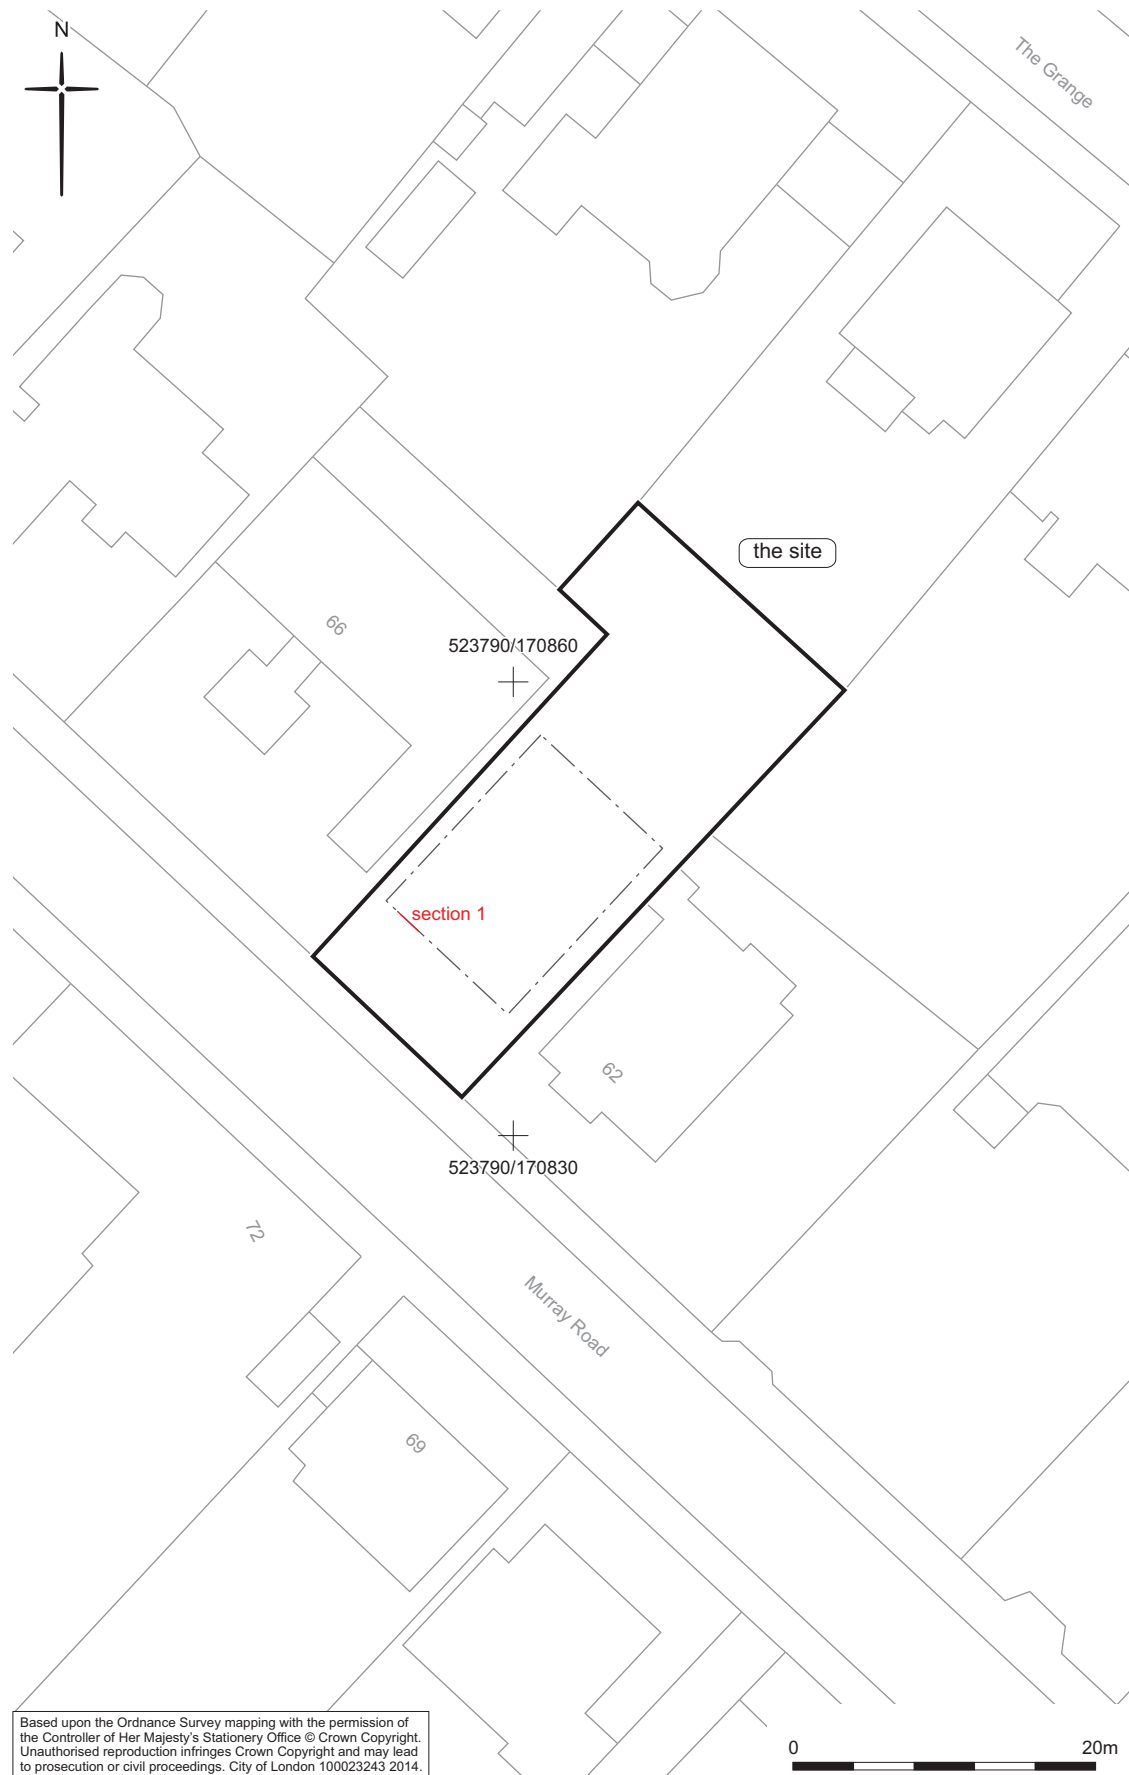 N
The Grange
the site
66
523790/170860
section 1
62
523790/170830
72
Murray Road
69
Based upon the Ordnance Survey mapping with the permission of
the Controller of Her Majesty's Stationery Office © Crown Copyright.
Unauthorised reproduction infringes Crown Copyright and may lead
to prosecution or civil proceedings. City of London 100023243 2014.
0 20m